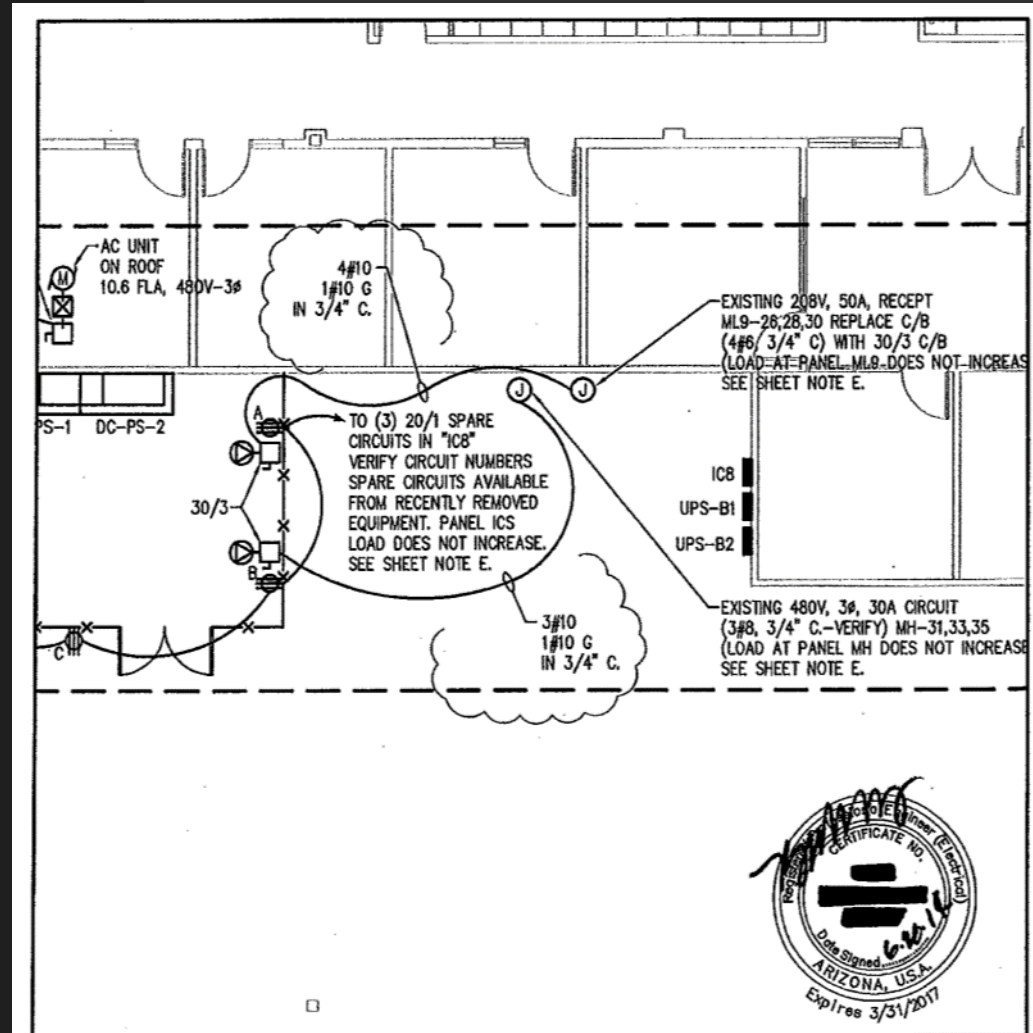 AC UNIT
ON ROOF
10.6 FLA, 480V-3ø
M
4#10
1#10 G
IN 3/4" C.
EXISTING 208V, 50A, RECEPT
ML9-26,28,30 REPLACE C/B
(4#6, 3/4" C) WITH 30/3 C/B
(LOAD AT PANEL ML9 DOES NOT INCREAS
SEE SHEET NOTE E.
J
J
PS-1 DC-PS-2
A
TO (3) 20/1 SPARE
CIRCUITS IN "IC8"
VERIFY CIRCUIT NUMBERS
SPARE CIRCUITS AVAILABLE
FROM RECENTLY REMOVED
EQUIPMENT. PANEL ICS
LOAD DOES NOT INCREASE.
SEE SHEET NOTE E.
30/3
B
C
IC8
UPS-B1
UPS-B2
3#10
1#10 G
IN 3/4" C.
EXISTING 480V, 3ø, 30A CIRCUIT
(3#8, 3/4" C.-VERIFY) MH-31,33,35
(LOAD AT PANEL MH DOES NOT INCREASE
SEE SHEET NOTE E.
Engineer (Electrical)
CERTIFICATE NO.
Date Signed
ARIZONA, U.S.A.
Expires 3/31/2017